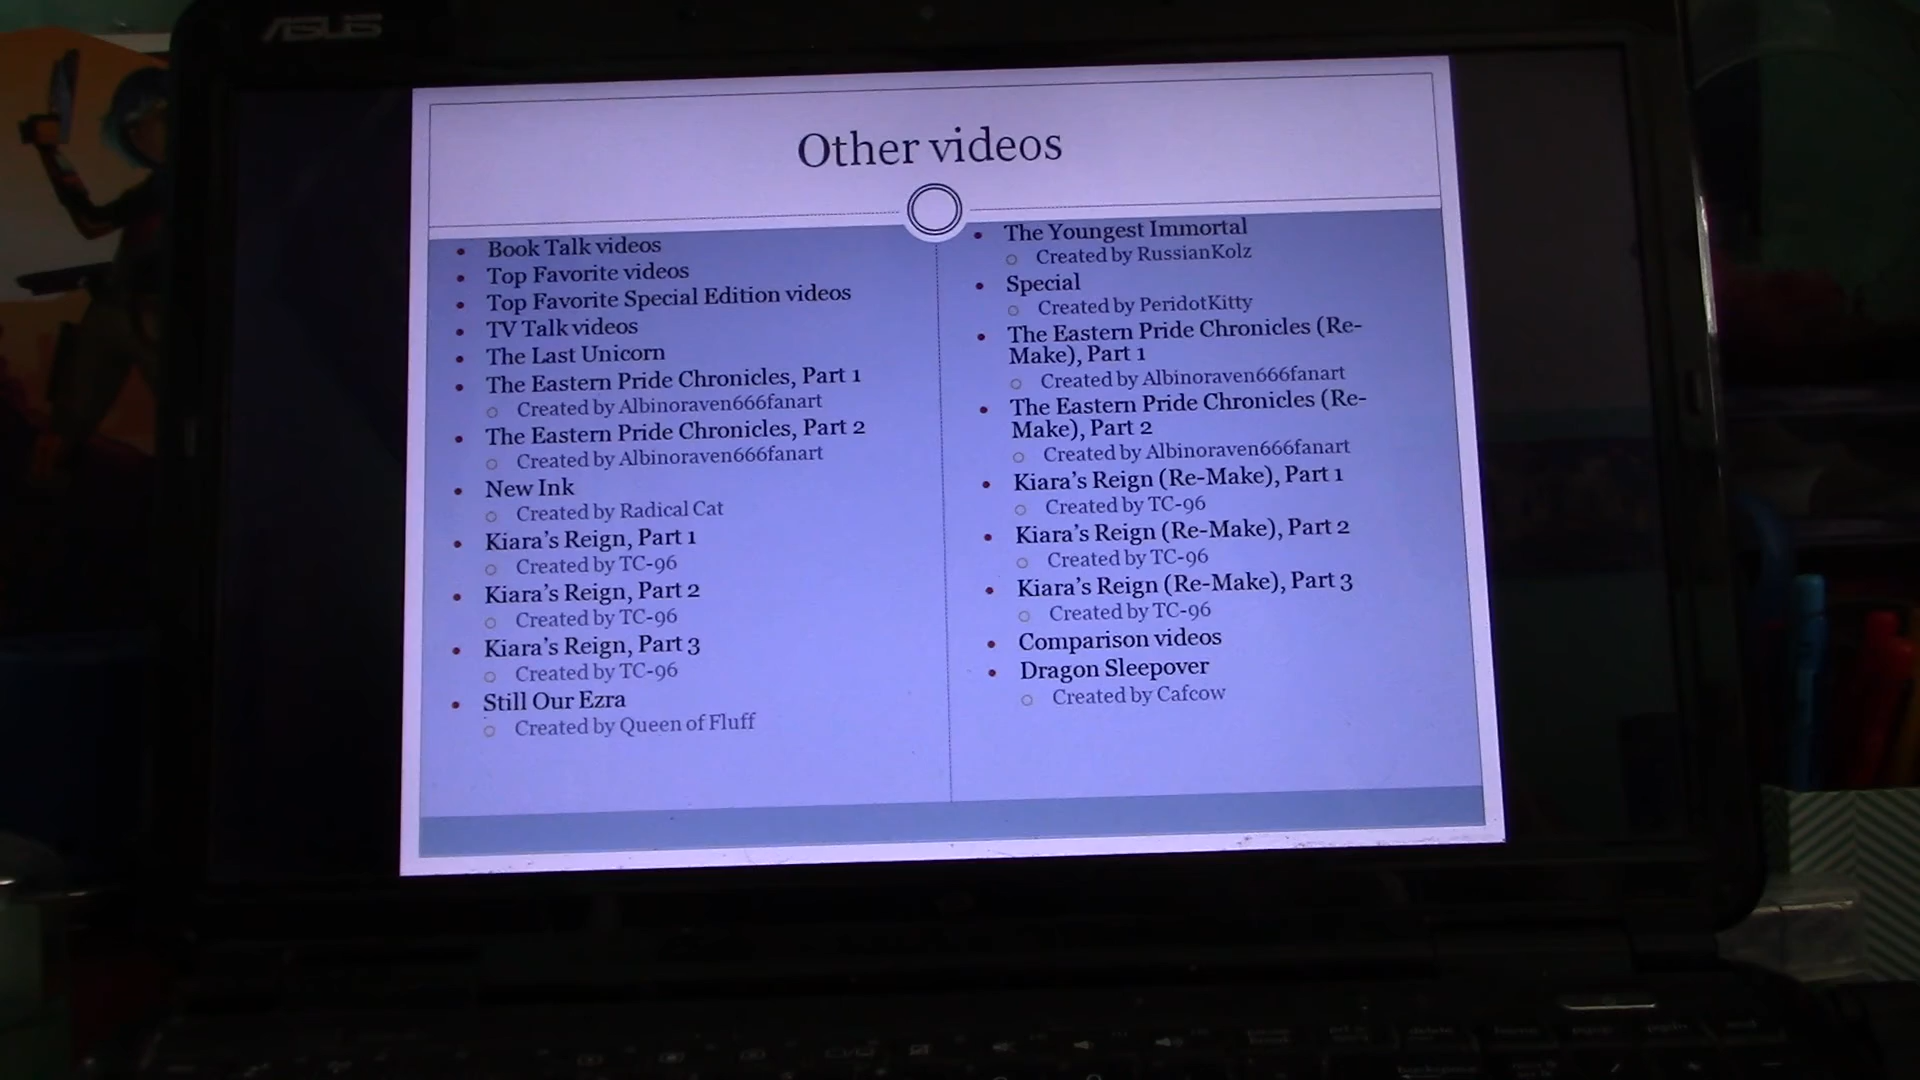 ASUS
Other videos
Book Talk videos
Top Favorite videos
Top Favorite Special Edition videos
TV Talk videos
The Last Unicorn
The Eastern Pride Chronicles, Part 1
Created by Albinoraven666fanart
The Eastern Pride Chronicles, Part 2
Created by Albinoraven666fanart
New Ink
Created by Radical Cat
Kiara's Reign, Part 1
Created by TC-96
Kiara's Reign, Part 2
Created by TC-96
Kiara's Reign, Part 3
Created by TC-96
Still Our Ezra
Created by Queen of Fluff
The Youngest Immortal
Created by RussianKolz
Special
Created by PeridotKitty
The Eastern Pride Chronicles (Re-
Make), Part 1
Created by Albinoraven666fanart
The Eastern Pride Chronicles (Re-
Make), Part 2
Created by Albinoraven666fanart
Kiara's Reign (Re-Make), Part 1
Created by TC-96
Kiara's Reign (Re-Make), Part 2
Created by TC-96
Kiara's Reign (Re-Make), Part 3
Created by TC-96
Comparison videos
Dragon Sleepover
Created by Cafcow